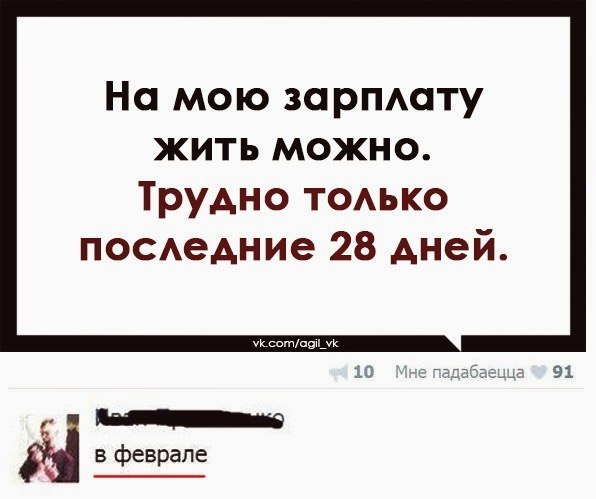 На мою зарплату
жить можно.
Трудно только
последние 28 дней.
vk.com/agil_vk
10 Мне падабаецца 91
в феврале